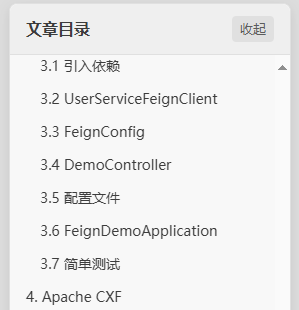 文章目录 收起
3.1 引入依赖
3.2 UserServiceFeignClient
3.3 FeignConfig
3.4 DemoController
3.5 配置文件
3.6 FeignDemoApplication
3.7 简单测试
4. Apache CXF